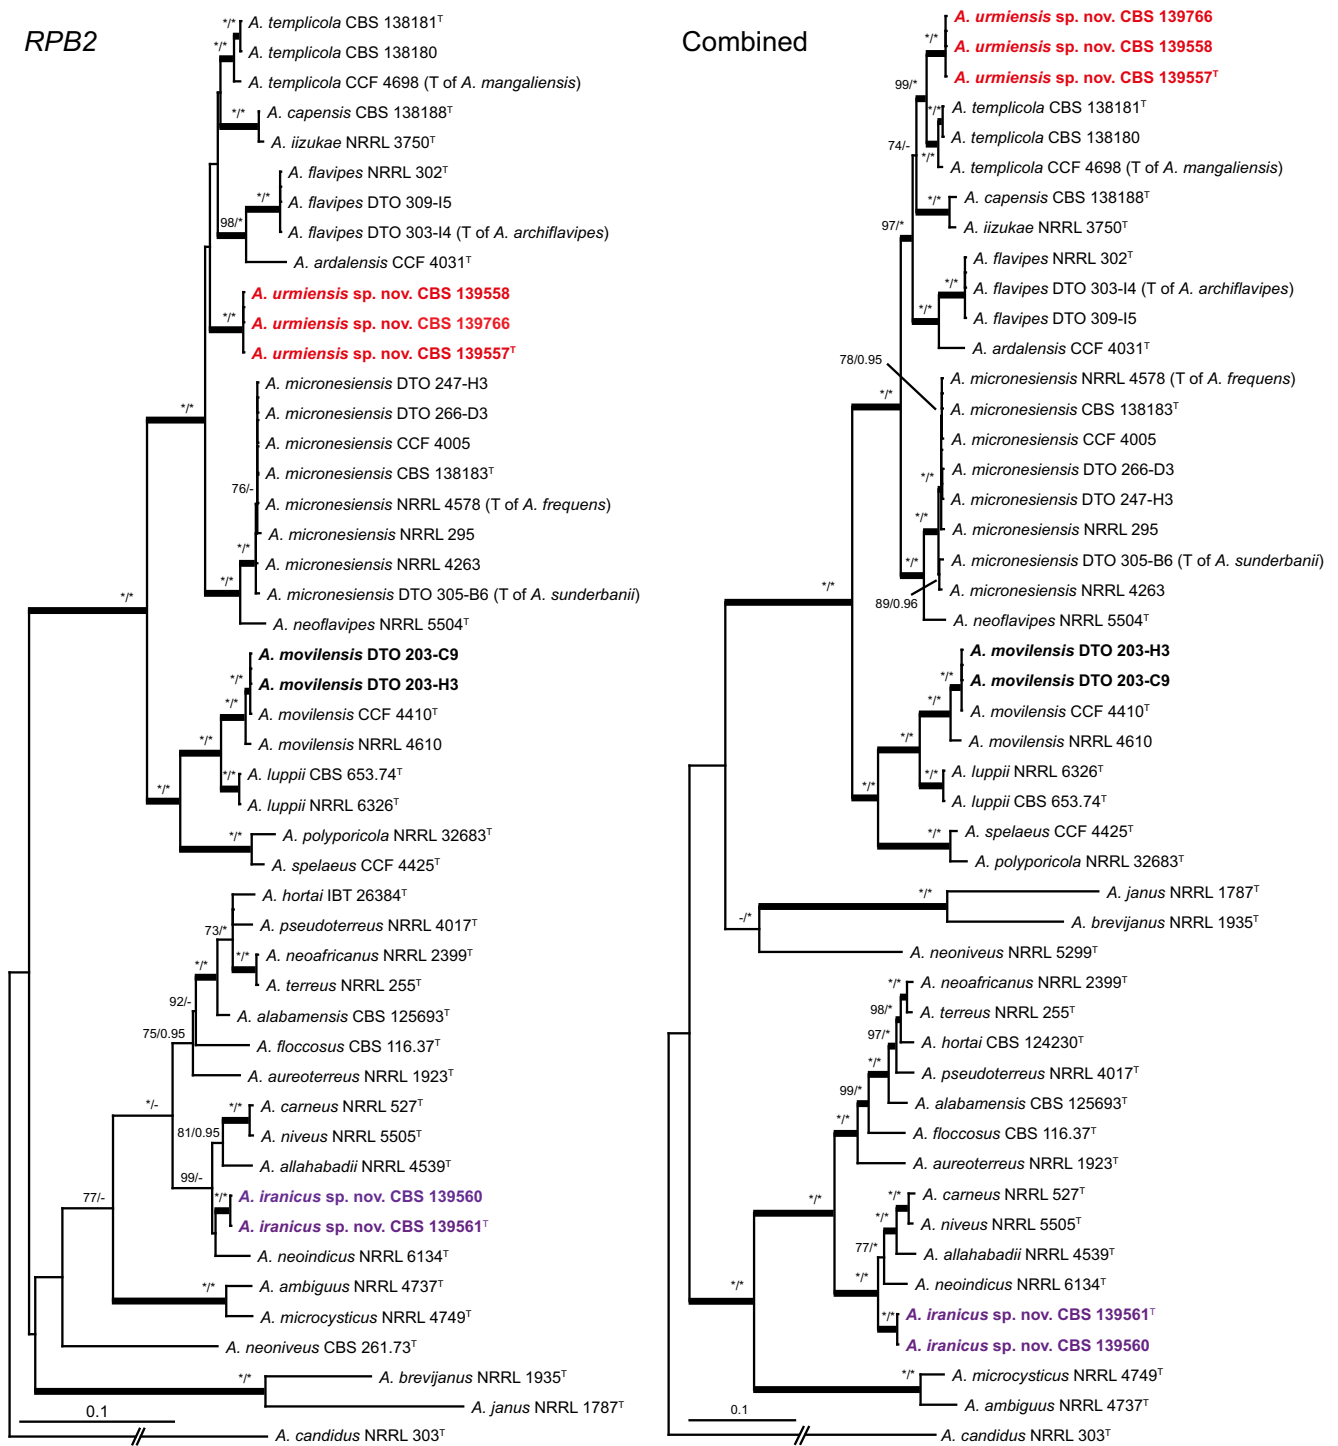 RPB2
*/*
A. templicola CBS 138181ᵀ
*/*
A. templicola CBS 138180
A. templicola CCF 4698 (T of A. mangaliensis)
*/*
A. capensis CBS 138188ᵀ
A. iizukae NRRL 3750ᵀ
A. flavipes NRRL 302ᵀ
*/*
A. flavipes DTO 309-I5
98/*
A. flavipes DTO 303-I4 (T of A. archiflavipes)
A. ardalensis CCF 4031ᵀ
A. urmiensis sp. nov. CBS 139558
*/*
A. urmiensis sp. nov. CBS 139766
A. urmiensis sp. nov. CBS 139557ᵀ
A. micronesiensis DTO 247-H3
*/*
A. micronesiensis DTO 266-D3
A. micronesiensis CCF 4005
A. micronesiensis CBS 138183ᵀ
76/-
A. micronesiensis NRRL 4578 (T of A. frequens)
A. micronesiensis NRRL 295
*/*
A. micronesiensis NRRL 4263
*/*
A. micronesiensis DTO 305-B6 (T of A. sunderbanii)
*/*
A. neoflavipes NRRL 5504ᵀ
A. movilensis DTO 203-C9
*/*
A. movilensis DTO 203-H3
*/*
A. movilensis CCF 4410ᵀ
*/*
A. movilensis NRRL 4610
*/*
A. luppii CBS 653.74ᵀ
*/*
A. luppii NRRL 6326ᵀ
*/*
A. polyporicola NRRL 32683ᵀ
A. spelaeus CCF 4425ᵀ
A. hortai IBT 26384ᵀ
73/*
A. pseudoterreus NRRL 4017ᵀ
*/*
*/*
A. neoafricanus NRRL 2399ᵀ
A. terreus NRRL 255ᵀ
92/-
A. alabamensis CBS 125693ᵀ
75/0.95
A. floccosus CBS 116.37ᵀ
A. aureoterreus NRRL 1923ᵀ
*/-
*/*
A. carneus NRRL 527ᵀ
81/0.95
A. niveus NRRL 5505ᵀ
A. allahabadii NRRL 4539ᵀ
99/-
77/-
*/*
A. iranicus sp. nov. CBS 139560
A. iranicus sp. nov. CBS 139561ᵀ
A. neoindicus NRRL 6134ᵀ
*/*
A. ambiguus NRRL 4737ᵀ
A. microcysticus NRRL 4749ᵀ
A. neoniveus CBS 261.73ᵀ
*/*
A. brevijanus NRRL 1935ᵀ
A. janus NRRL 1787ᵀ
0.1
A. candidus NRRL 303ᵀ
Combined
A. urmiensis sp. nov. CBS 139766
*/*
A. urmiensis sp. nov. CBS 139558
A. urmiensis sp. nov. CBS 139557ᵀ
99/*
*/*
A. templicola CBS 138181ᵀ
A. templicola CBS 138180
74/-
*/*
A. templicola CCF 4698 (T of A. mangaliensis)
*/*
A. capensis CBS 138188ᵀ
97/*
A. iizukae NRRL 3750ᵀ
A. flavipes NRRL 302ᵀ
*/*
A. flavipes DTO 303-I4 (T of A. archiflavipes)
*/*
A. flavipes DTO 309-I5
A. ardalensis CCF 4031ᵀ
78/0.95
A. micronesiensis NRRL 4578 (T of A. frequens)
*/*
A. micronesiensis CBS 138183ᵀ
A. micronesiensis CCF 4005
*/*
A. micronesiensis DTO 266-D3
A. micronesiensis DTO 247-H3
*/*
A. micronesiensis NRRL 295
*/*
A. micronesiensis DTO 305-B6 (T of A. sunderbanii)
*/*
A. micronesiensis NRRL 4263
89/0.96
A. neoflavipes NRRL 5504ᵀ
A. movilensis DTO 203-H3
*/*
A. movilensis DTO 203-C9
*/*
A. movilensis CCF 4410ᵀ
*/*
A. movilensis NRRL 4610
*/*
A. luppii NRRL 6326ᵀ
*/*
A. luppii CBS 653.74ᵀ
*/*
A. spelaeus CCF 4425ᵀ
A. polyporicola NRRL 32683ᵀ
*/*
A. janus NRRL 1787ᵀ
-/*
A. brevijanus NRRL 1935ᵀ
A. neoniveus NRRL 5299ᵀ
*/*
A. neoafricanus NRRL 2399ᵀ
98/*
A. terreus NRRL 255ᵀ
97/*
A. hortai CBS 124230ᵀ
*/*
A. pseudoterreus NRRL 4017ᵀ
99/*
A. alabamensis CBS 125693ᵀ
*/*
A. floccosus CBS 116.37ᵀ
A. aureoterreus NRRL 1923ᵀ
*/*
*/*
A. carneus NRRL 527ᵀ
*/*
A. niveus NRRL 5505ᵀ
77/*
A. allahabadii NRRL 4539ᵀ
*/*
*/*
A. neoindicus NRRL 6134ᵀ
*/*
A. iranicus sp. nov. CBS 139561ᵀ
A. iranicus sp. nov. CBS 139560
*/*
A. microcysticus NRRL 4749ᵀ
A. ambiguus NRRL 4737ᵀ
0.1
A. candidus NRRL 303ᵀ